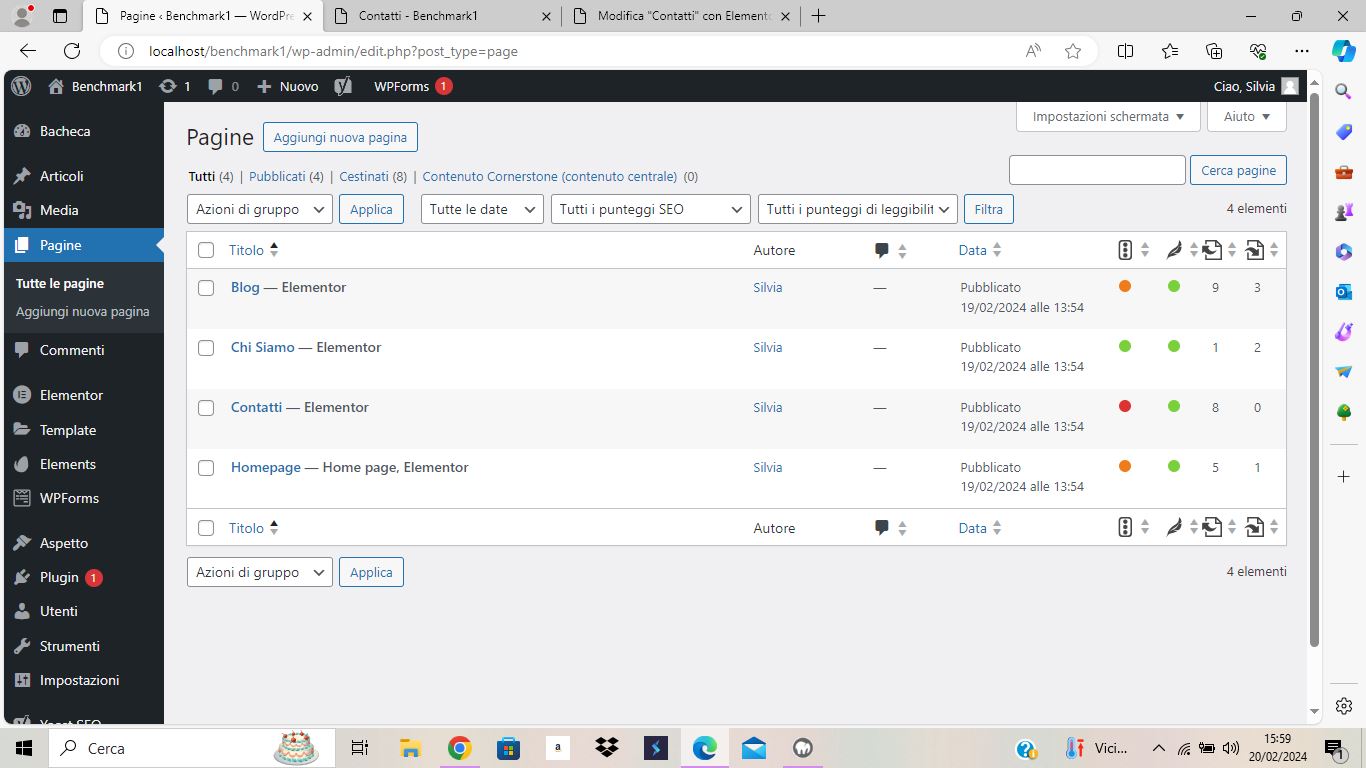 Pagine ‹ Benchmark1 — WordPre
Contatti - Benchmark1
Modifica "Contatti" con Elemento
localhost/benchmark1/wp-admin/edit.php?post_type=page
Benchmark1
1
0
Nuovo
WPForms 1
Ciao, Silvia
Bacheca
Articoli
Media
Pagine
Tutte le pagine
Aggiungi nuova pagina
Commenti
Elementor
Template
Elements
WPForms
Aspetto
Plugin 1
Utenti
Strumenti
Impostazioni
Yoast SEO
Impostazioni schermata
Aiuto
Pagine
Aggiungi nuova pagina
Tutti (4) | Pubblicati (4) | Cestinati (8) | Contenuto Cornerstone (contenuto centrale) (0)
Cerca pagine
Azioni di gruppo Applica Tutte le date Tutti i punteggi SEO Tutti i punteggi di leggibilit Filtra 4 elementi
Titolo Autore Data
Blog — Elementor Silvia — Pubblicato 9 3
19/02/2024 alle 13:54
Chi Siamo — Elementor Silvia — Pubblicato 1 2
19/02/2024 alle 13:54
Contatti — Elementor Silvia — Pubblicato 8 0
19/02/2024 alle 13:54
Homepage — Home page, Elementor Silvia — Pubblicato 5 1
19/02/2024 alle 13:54
Titolo Autore Data
Azioni di gruppo Applica 4 elementi
Cerca
a
Vici...
15:59
20/02/2024
1